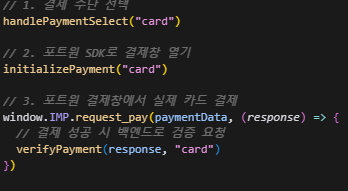 // 1. 결제 수단 선택
handlePaymentSelect("card")
// 2. 포트원 SDK로 결제창 열기
initializePayment("card")
// 3. 포트원 결제창에서 실제 카드 결제
window.IMP.request_pay(paymentData, (response) => {
// 결제 성공 시 백엔드로 검증 요청
verifyPayment(response, "card")
})